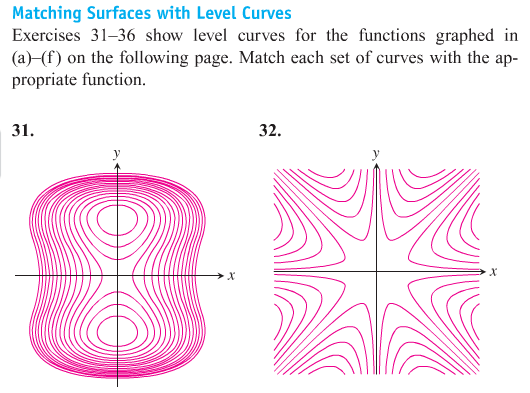 Matching Surfaces with Level Curves
Exercises 31–36 show level curves for the functions graphed in
(a)–(f) on the following page. Match each set of curves with the ap-
propriate function.
31. 32.
y y
x x